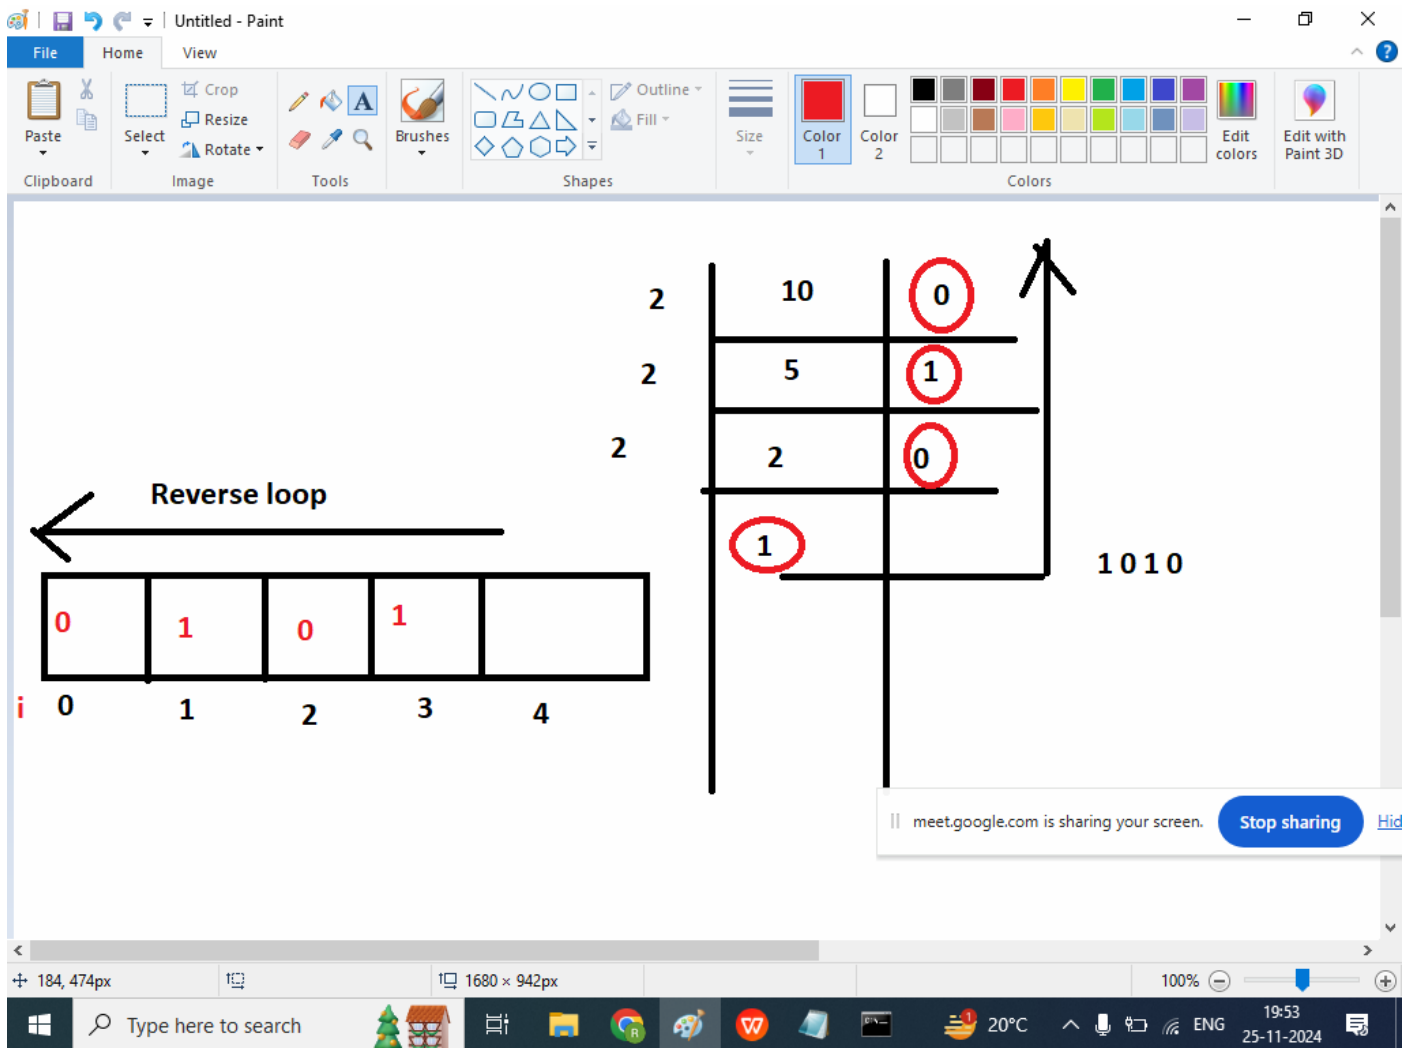 Untitled - Paint
File Home View
Paste
Clipboard
Select
Crop
Resize
Rotate
Image
A
Tools
Brushes
Outline
Fill
Shapes
Size
Color 1
Color 2
Edit colors
Edit with Paint 3D
Colors
2 10 0
2 5 1
2 2 0
1
1 0 1 0
Reverse loop
0 1 0 1
i 0 1 2 3 4
meet.google.com is sharing your screen. Stop sharing Hid
184, 474px 1680 × 942px 100%
Type here to search 1 20°C ENG 19:53
25-11-2024